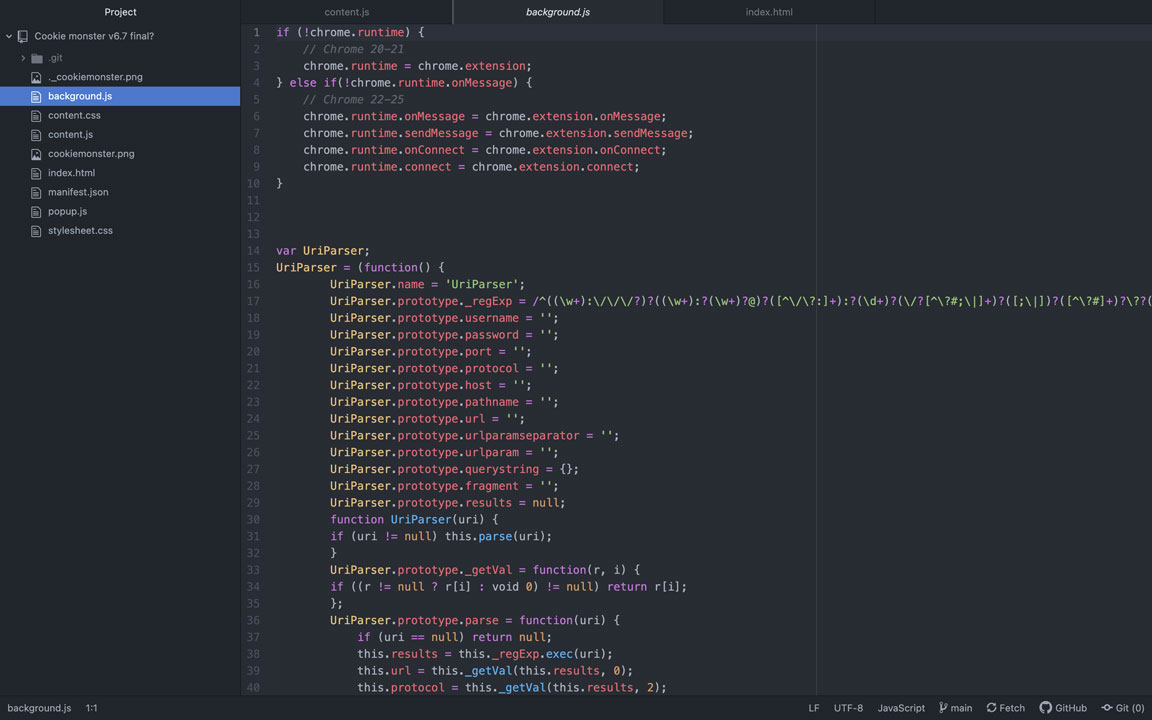 Project
content.js
background.js
index.html
Cookie monster v6.7 final?
.git
._cookiemonster.png
background.js
content.css
content.js
cookiemonster.png
index.html
manifest.json
popup.js
stylesheet.css
1 if (!chrome.runtime) {
2 // Chrome 20-21
3 chrome.runtime = chrome.extension;
4 } else if(!chrome.runtime.onMessage) {
5 // Chrome 22-25
6 chrome.runtime.onMessage = chrome.extension.onMessage;
7 chrome.runtime.sendMessage = chrome.extension.sendMessage;
8 chrome.runtime.onConnect = chrome.extension.onConnect;
9 chrome.runtime.connect = chrome.extension.connect;
10 }
11
12
13
14 var UriParser;
15 UriParser = (function() {
16 UriParser.name = 'UriParser';
17 UriParser.prototype._regExp = /^((\w+):\/\/\/?)?((\w+):?(\w+)?@)?([^\/\?:]+):?(\d+)?(\/?[^\?#;\|]+)?([;\|])?([^\?#]+)?\??(
18 UriParser.prototype.username = '';
19 UriParser.prototype.password = '';
20 UriParser.prototype.port = '';
21 UriParser.prototype.protocol = '';
22 UriParser.prototype.host = '';
23 UriParser.prototype.pathname = '';
24 UriParser.prototype.url = '';
25 UriParser.prototype.urlparamseparator = '';
26 UriParser.prototype.urlparam = '';
27 UriParser.prototype.querystring = {};
28 UriParser.prototype.fragment = '';
29 UriParser.prototype.results = null;
30 function UriParser(uri) {
31 if (uri != null) this.parse(uri);
32 }
33 UriParser.prototype._getVal = function(r, i) {
34 if ((r != null ? r[i] : void 0) != null) return r[i];
35 };
36 UriParser.prototype.parse = function(uri) {
37 if (uri == null) return null;
38 this.results = this._regExp.exec(uri);
39 this.url = this._getVal(this.results, 0);
40 this.protocol = this._getVal(this.results, 2);
background.js 1:1 LF UTF-8 JavaScript main Fetch GitHub Git (0)